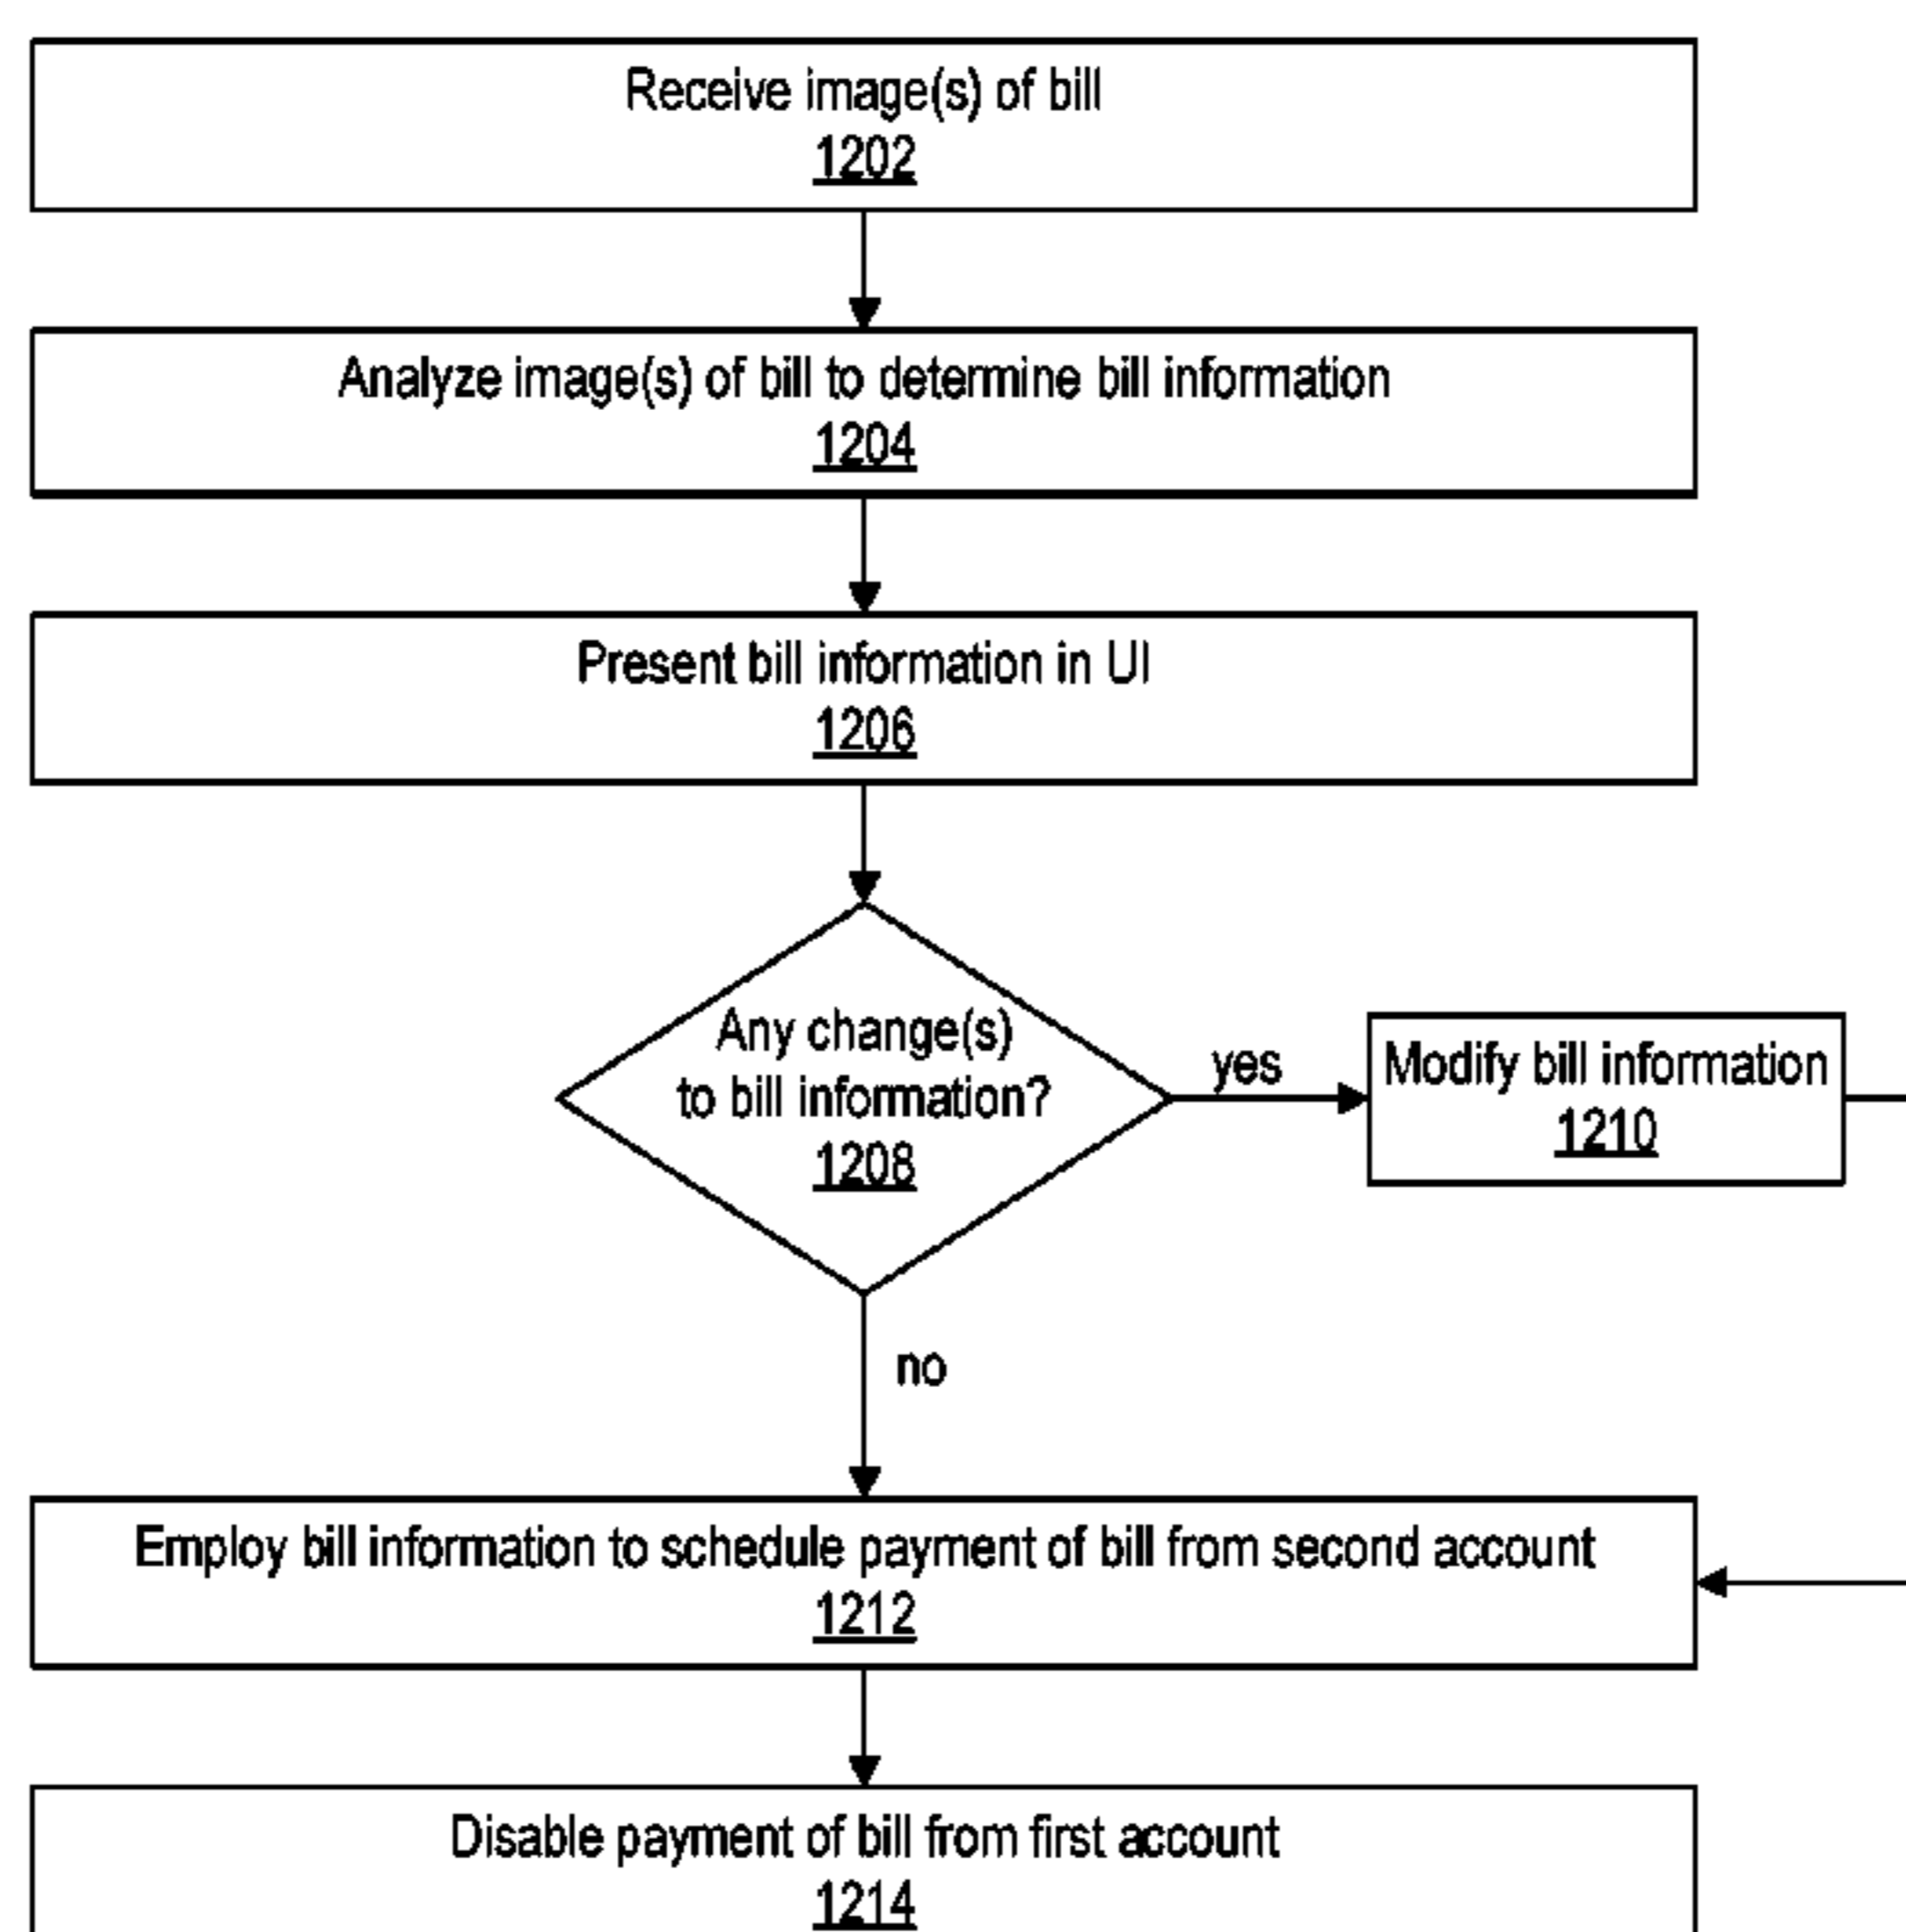 Receive image(s) of bill
1202
Analyze image(s) of bill to determine bill information
1204
Present bill information in UI
1206
Any change(s)
to bill information?
1208
yes
Modify bill information
1210
no
Employ bill information to schedule payment of bill from second account
1212
Disable payment of bill from first account
1214